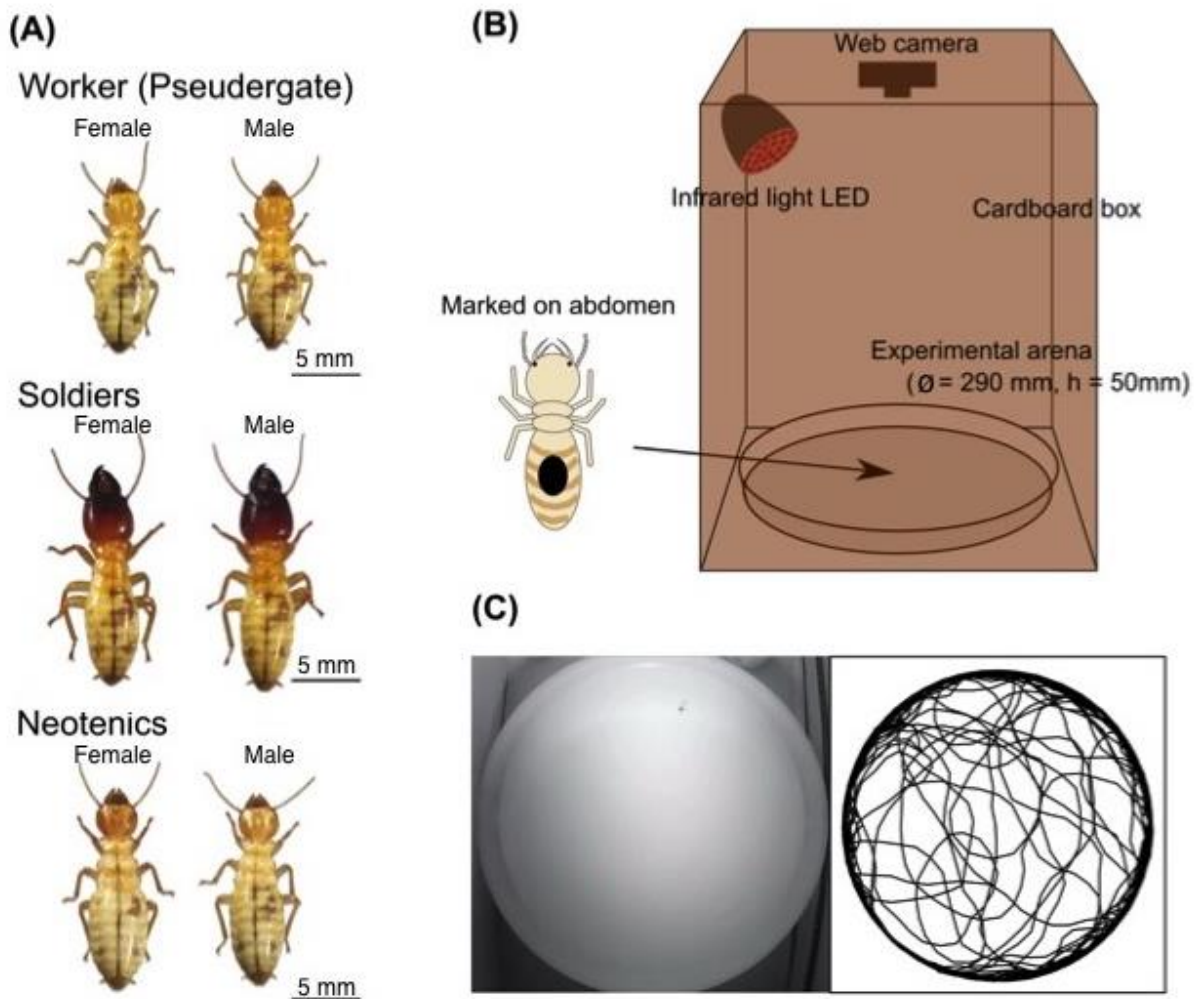 (A)
Worker (Pseudergate)
Female Male
5 mm
Soldiers
Female Male
5 mm
Neotenics
Female Male
5 mm
(B)
Web camera
Infrared light LED
Cardboard box
Marked on abdomen
Experimental arena
(ø = 290 mm, h = 50mm)
(C)